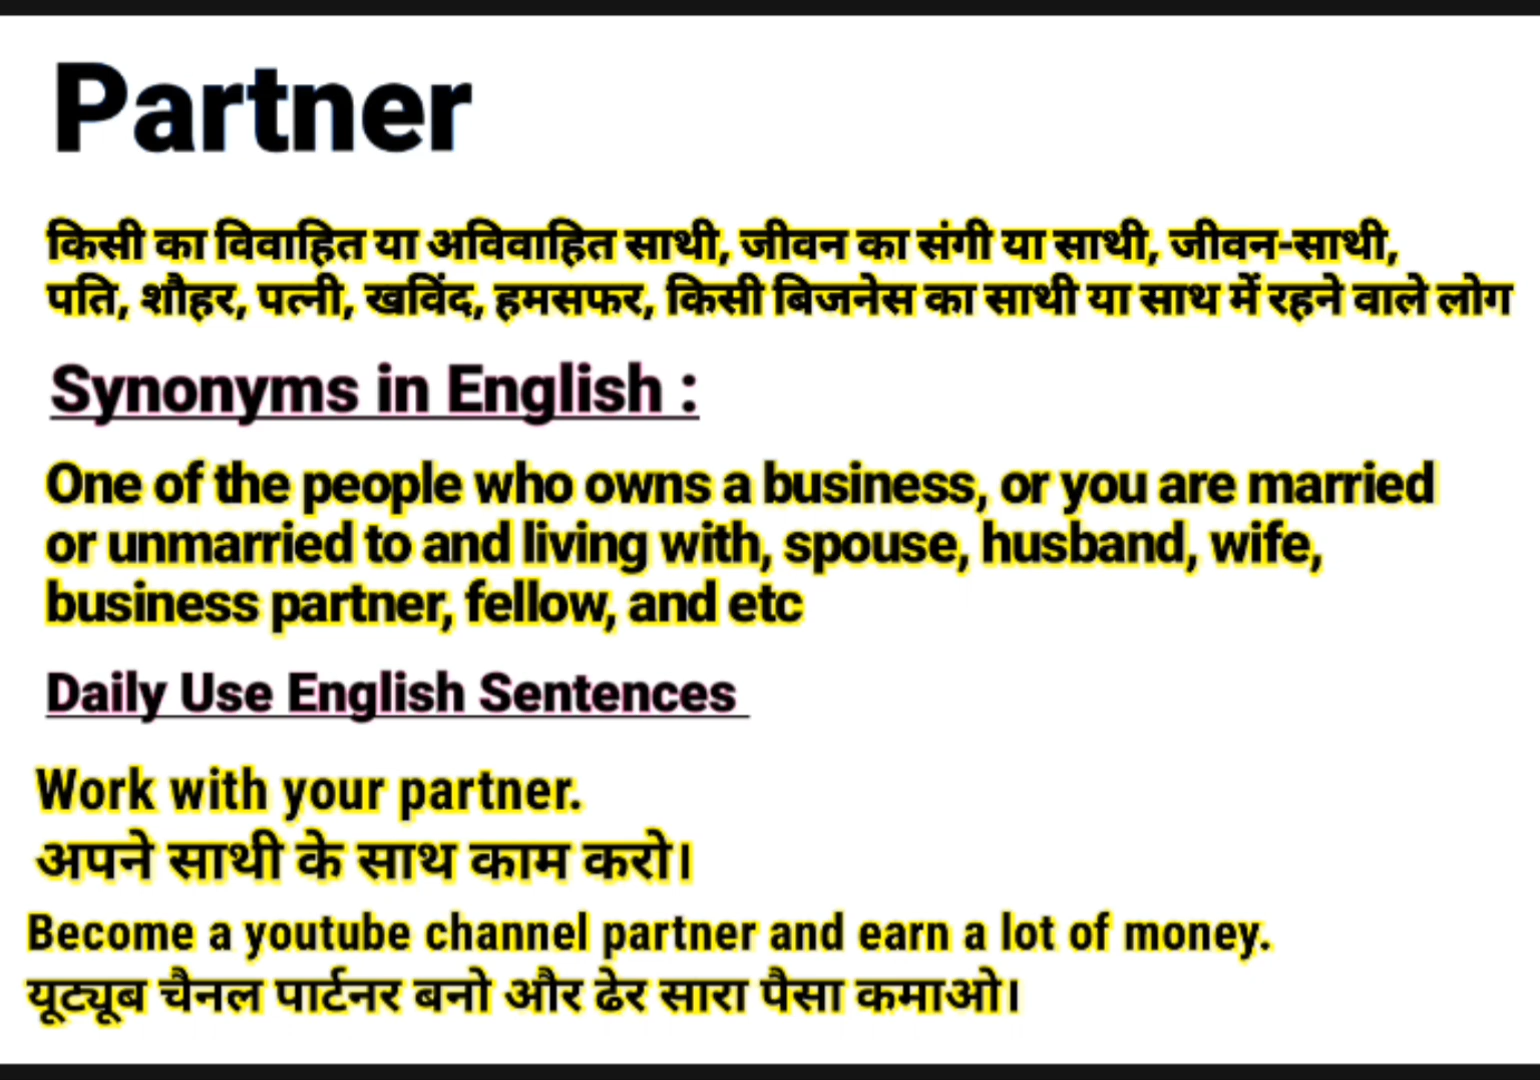 Partner
किसी का विवाहित या अविवाहित साथी, जीवन का संगी या साथी, जीवन-साथी,
पति, शौहर, पत्नी, खविंद, हमसफर, किसी बिजनेस का साथी या साथ में रहने वाले लोग
Synonyms in English :
One of the people who owns a business, or you are married
or unmarried to and living with, spouse, husband, wife,
business partner, fellow, and etc
Daily Use English Sentences
Work with your partner.
अपने साथी के साथ काम करो।
Become a youtube channel partner and earn a lot of money.
यूट्यूब चैनल पार्टनर बनो और ढेर सारा पैसा कमाओ।